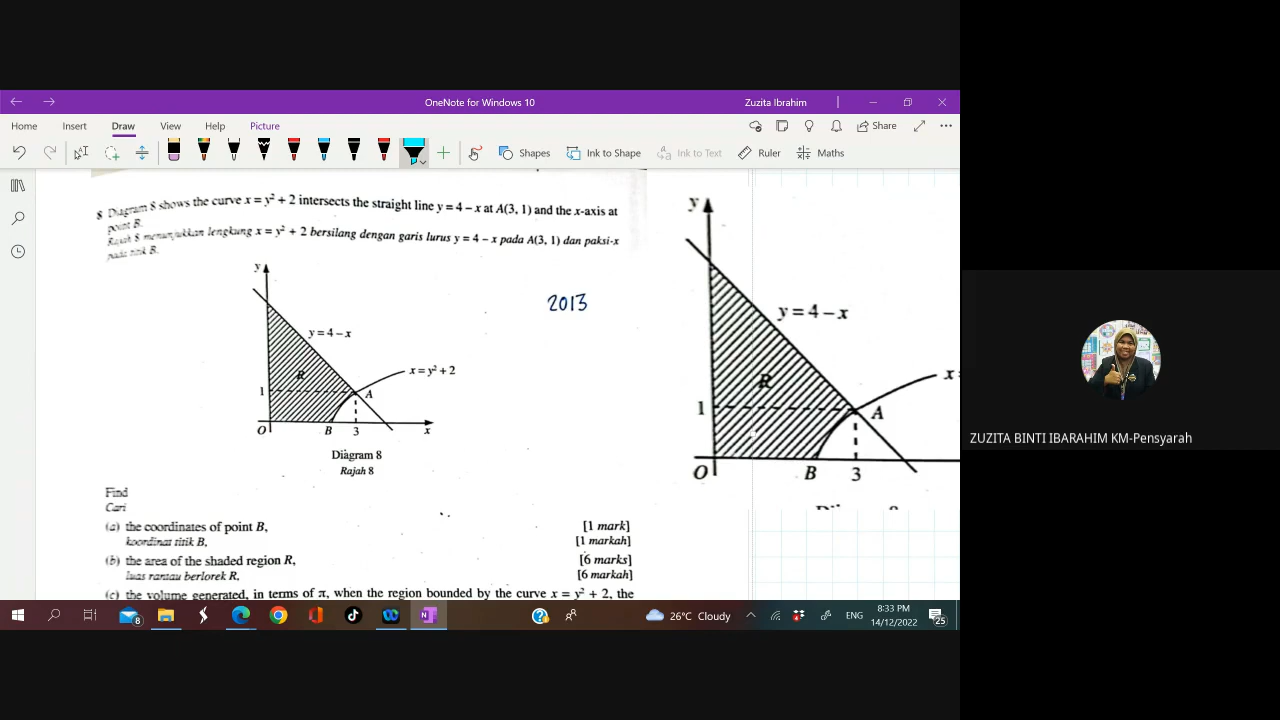 OneNote for Windows 10
Zuzita Ibrahim
Home Insert Draw View Help Picture
Share
Shapes Ink to Shape Ink to Text Ruler Maths
8 Diagram 8 shows the curve x = y² + 2 intersects the straight line y = 4 – x at A(3, 1) and the x-axis at
point B.
Rajah 8 menunjukkan lengkung x = y² + 2 bersilang dengan garis lurus y = 4 – x pada A(3, 1) dan paksi-x
pada titik B.
y
2013
y = 4 – x
x = y² + 2
R
1
A
O B 3 x
Diagram 8
Rajah 8
y
y = 4 – x
x =
R
1
A
O B 3
Find
Cari
(a) the coordinates of point B, [1 mark]
koordinat titik B, [1 markah]
(b) the area of the shaded region R, [6 marks]
luas rantau berlorek R, [6 markah]
(c) the volume generated, in terms of π, when the region bounded by the curve x = y² + 2, the
ZUZITA BINTI IBARAHIM KM-Pensyarah
8
26°C Cloudy
ENG
8:33 PM
14/12/2022
25